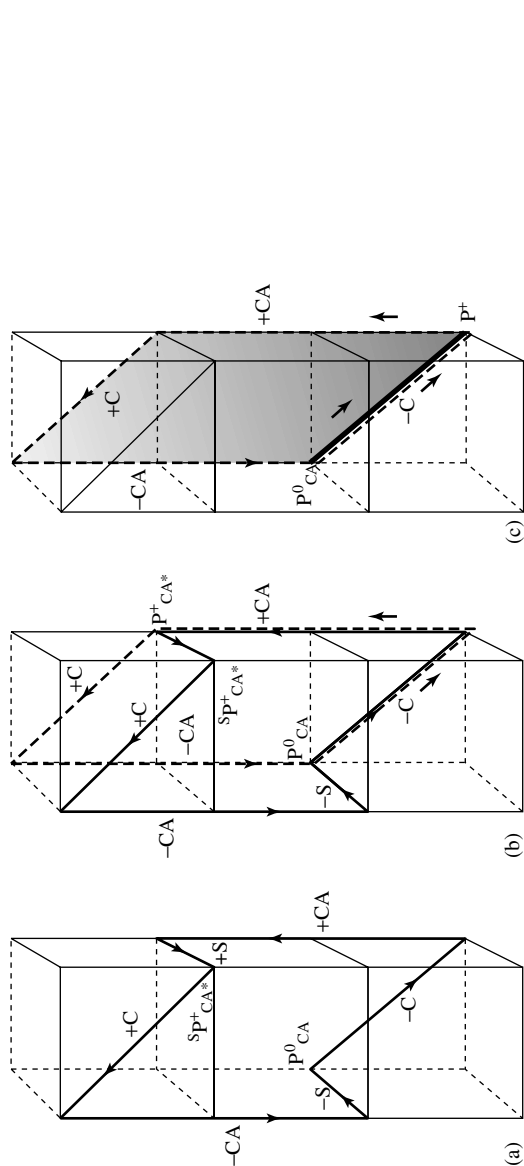 –CA
+C
+S
ˢP⁺CA*
+CA
P⁰CA
–S
–C
(a)
+C
P⁺CA*
–CA
+C
–CA
ˢP⁺CA*
+CA
P⁰CA
–S
–C
(b)
+C
–CA
+CA
P⁰CA
–C
P⁺
(c)